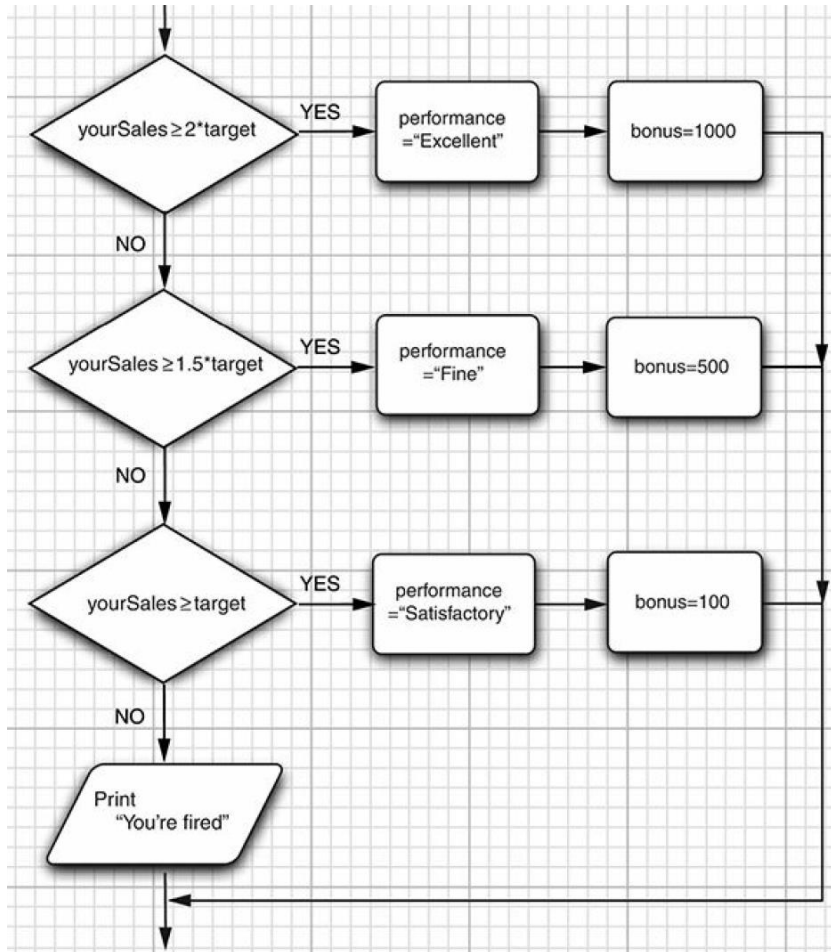 yourSales≥2*target
YES
performance
="Excellent"
bonus=1000
NO
yourSales≥1.5*target
YES
performance
="Fine"
bonus=500
NO
yourSales≥target
YES
performance
="Satisfactory"
bonus=100
NO
Print
"You're fired"